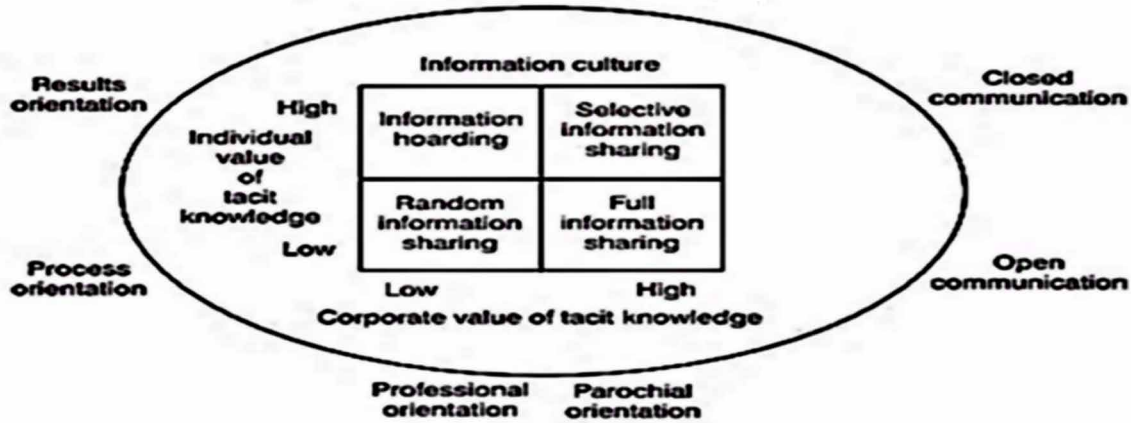 Information culture
Results
orientation
Closed
communication
High
Information
hoarding
Selective
information
sharing
Individual
value
of
tacit
knowledge
Random
information
sharing
Full
information
sharing
Low
Process
orientation
Open
communication
Low
High
Corporate value of tacit knowledge
Professional
orientation
Parochial
orientation